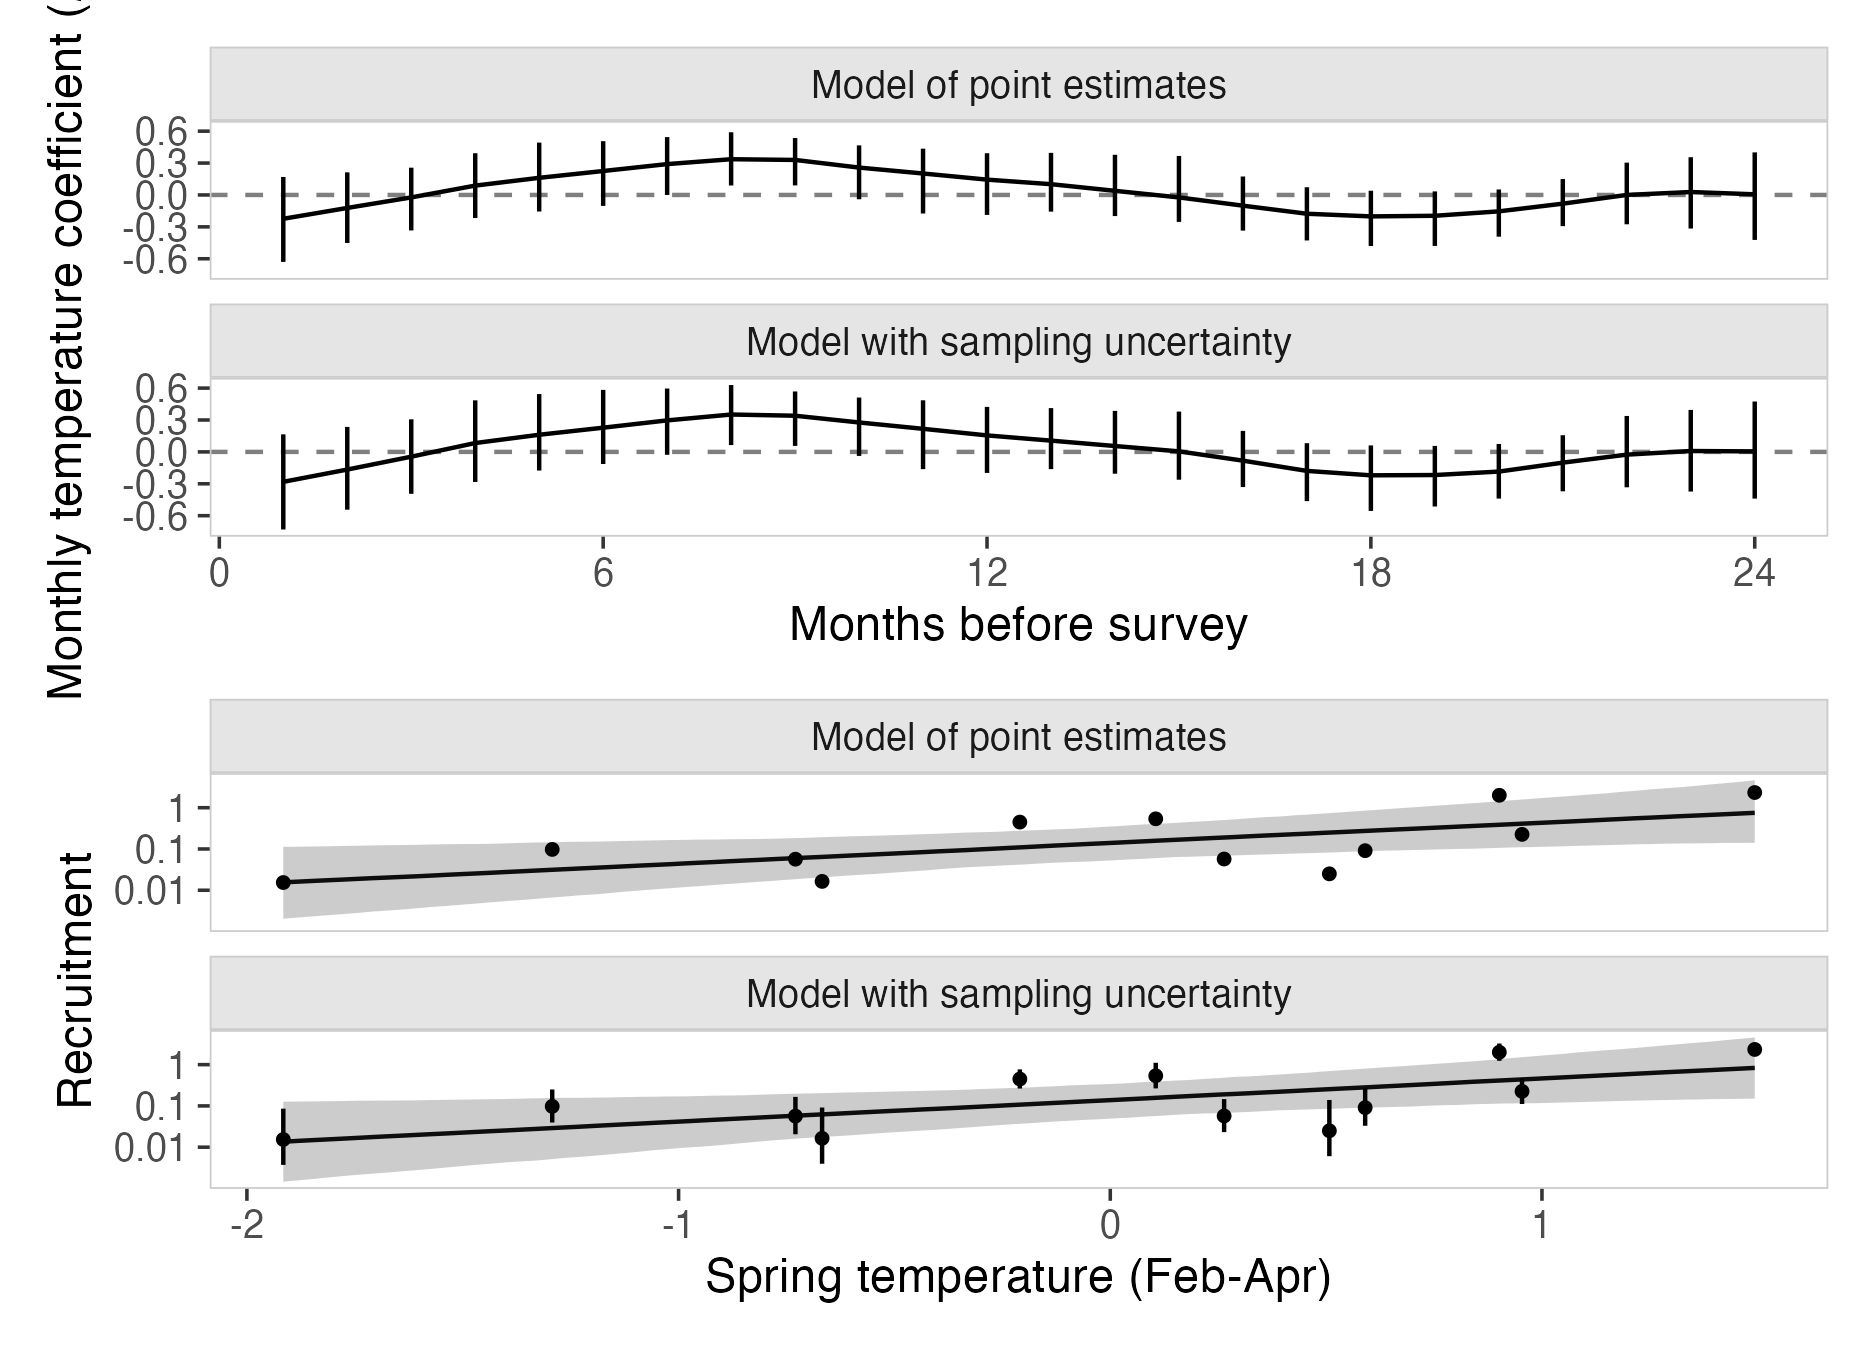 Monthly temperature coefficient (
Model of point estimates
0.6
0.3
0.0
-0.3
-0.6
Model with sampling uncertainty
0.6
0.3
0.0
-0.3
-0.6
0 6 12 18 24
Months before survey
Recruitment
Model of point estimates
1
0.1
0.01
Model with sampling uncertainty
1
0.1
0.01
-2 -1 0 1
Spring temperature (Feb-Apr)